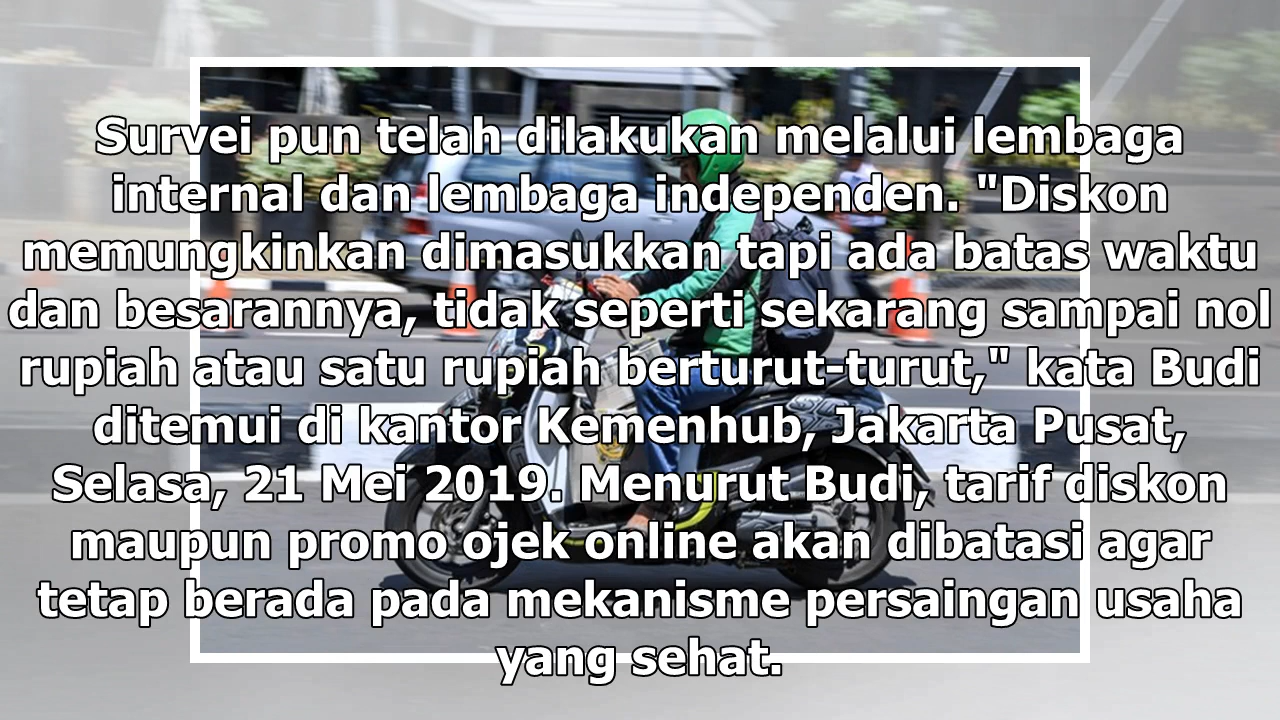 Survei pun telah dilakukan melalui lembaga
internal dan lembaga independen. "Diskon
memungkinkan dimasukkan tapi ada batas waktu
dan besarannya, tidak seperti sekarang sampai nol
rupiah atau satu rupiah berturut-turut," kata Budi
ditemui di kantor Kemenhub, Jakarta Pusat,
Selasa, 21 Mei 2019. Menurut Budi, tarif diskon
maupun promo ojek online akan dibatasi agar
tetap berada pada mekanisme persaingan usaha
yang sehat.